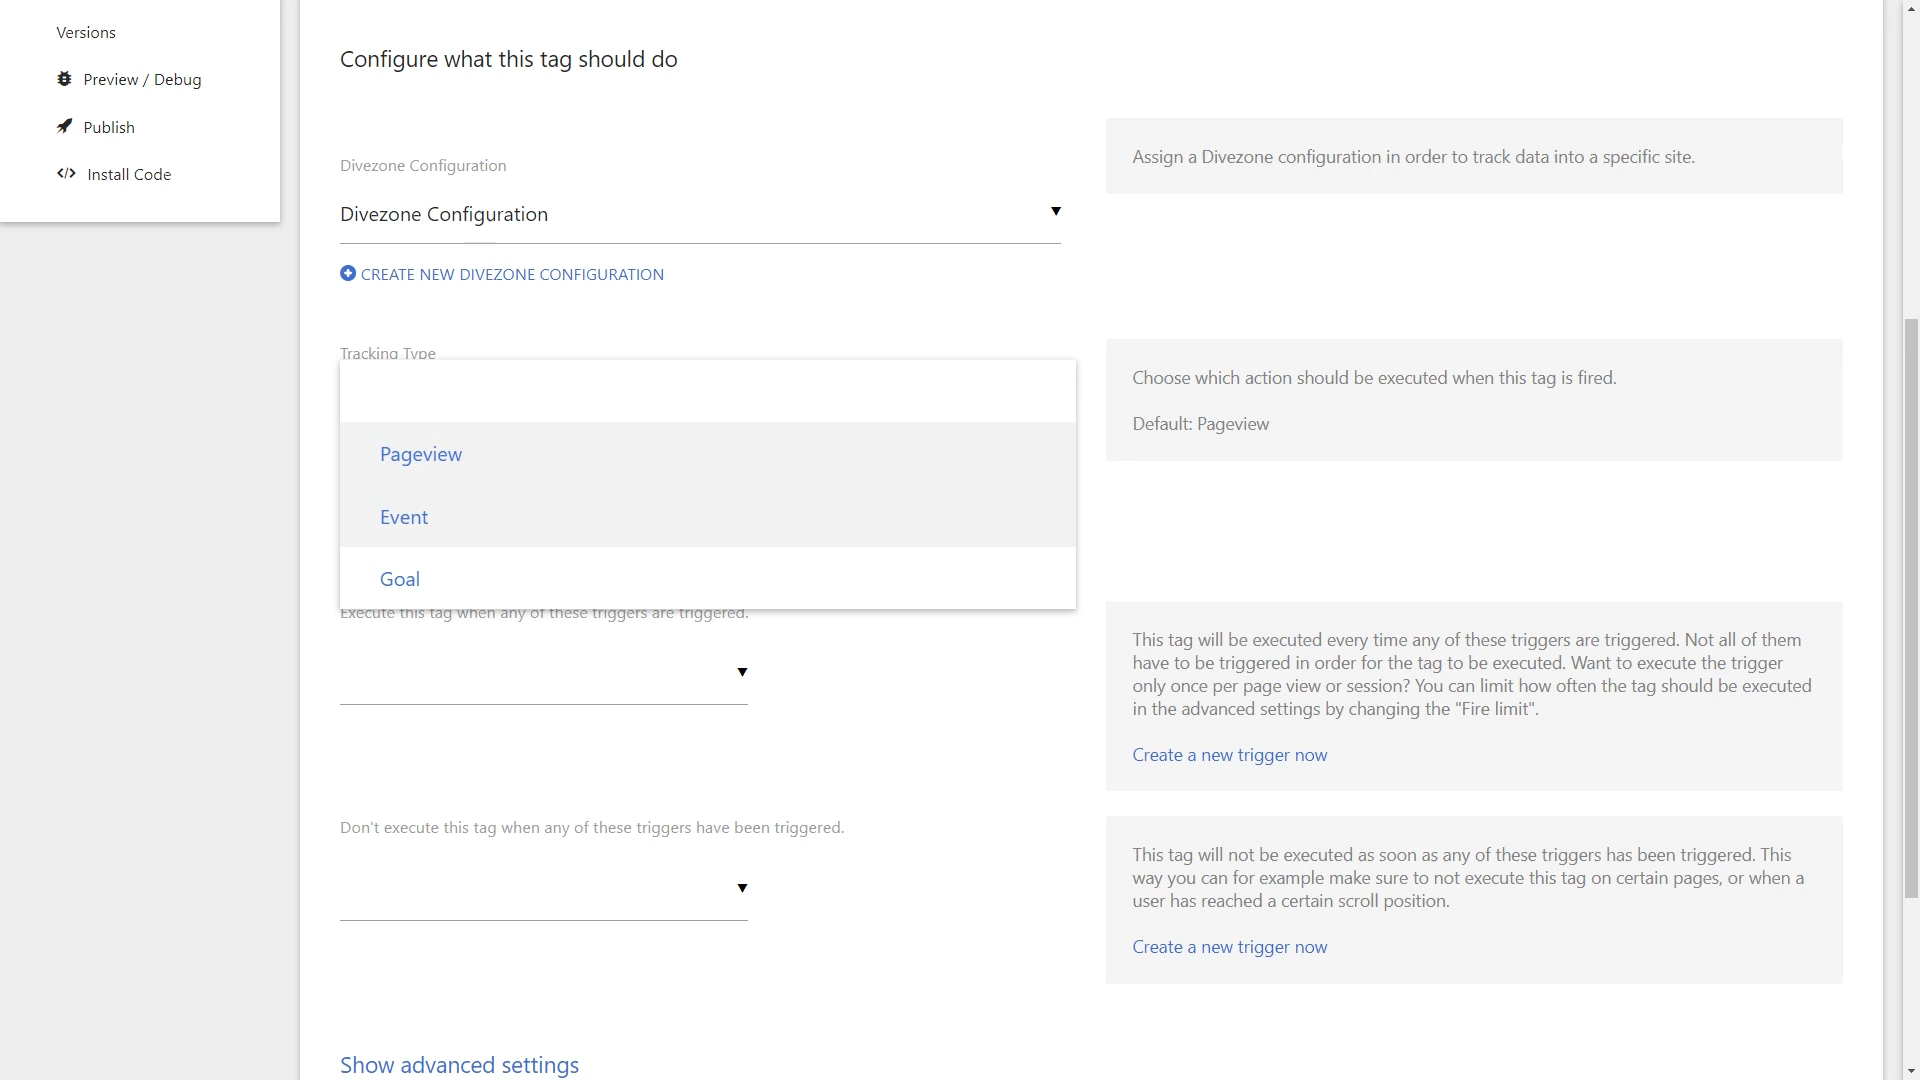 Versions
Preview / Debug
Publish
Install Code
Configure what this tag should do
Divezone Configuration
Divezone Configuration
CREATE NEW DIVEZONE CONFIGURATION
Assign a Divezone configuration in order to track data into a specific site.
Tracking Type
Pageview
Event
Goal
Choose which action should be executed when this tag is fired.
Default: Pageview
Execute this tag when any of these triggers are triggered.
This tag will be executed every time any of these triggers are triggered. Not all of them
have to be triggered in order for the tag to be executed. Want to execute the trigger
only once per page view or session? You can limit how often the tag should be executed
in the advanced settings by changing the "Fire limit".
Create a new trigger now
Don't execute this tag when any of these triggers have been triggered.
This tag will not be executed as soon as any of these triggers has been triggered. This
way you can for example make sure to not execute this tag on certain pages, or when a
user has reached a certain scroll position.
Create a new trigger now
Show advanced settings